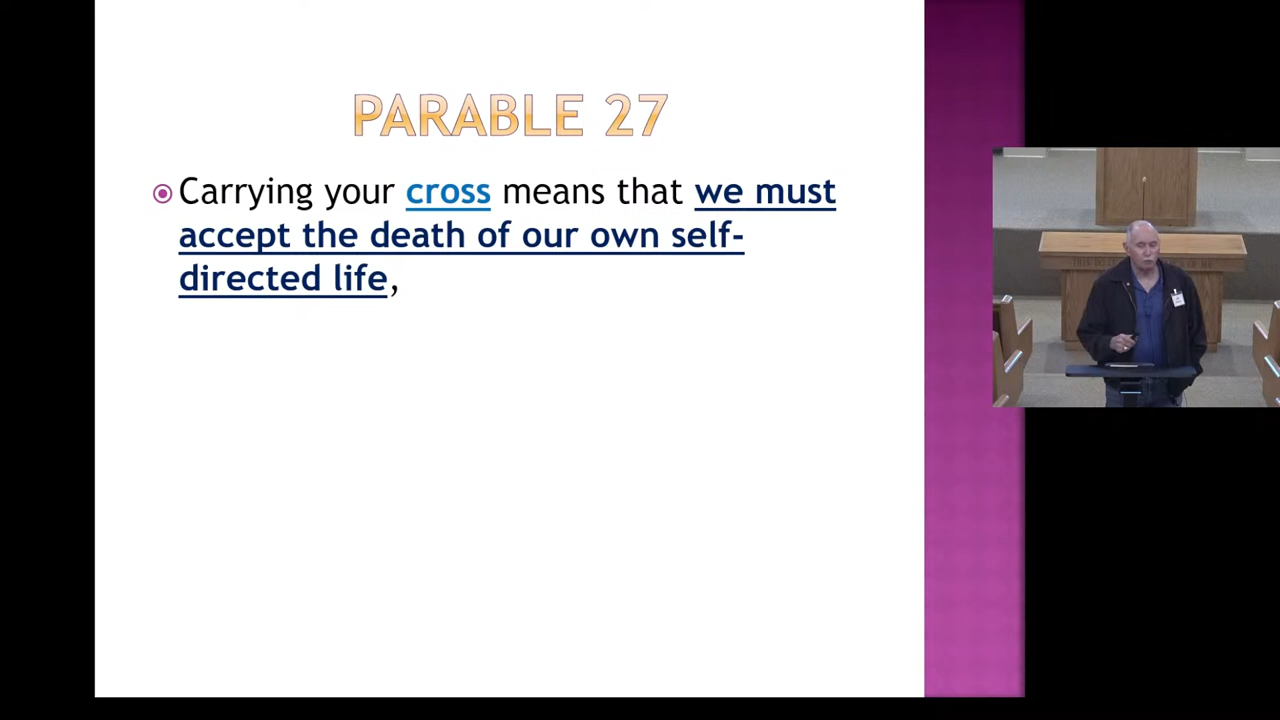 PARABLE 27
Carrying your cross means that we must
accept the death of our own self-
directed life,